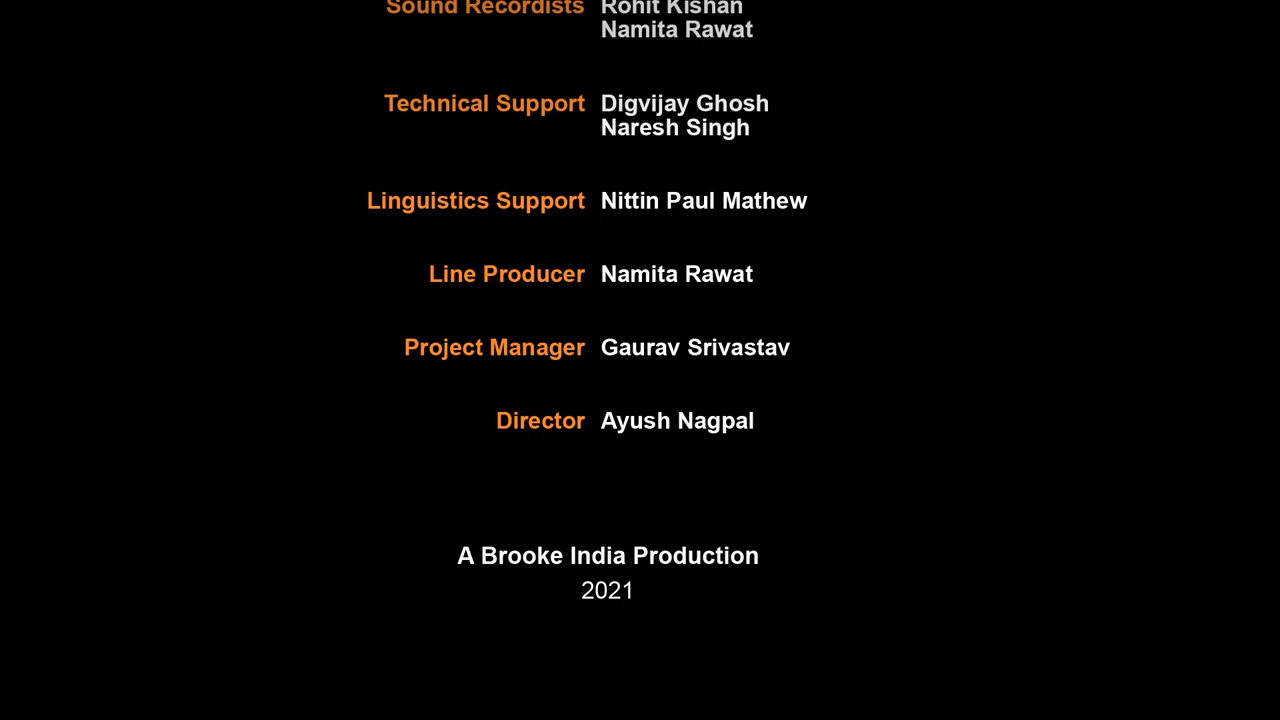 Sound Recordists Rohit Kishan
Namita Rawat
Technical Support Digvijay Ghosh
Naresh Singh
Linguistics Support Nittin Paul Mathew
Line Producer Namita Rawat
Project Manager Gaurav Srivastav
Director Ayush Nagpal
A Brooke India Production
2021